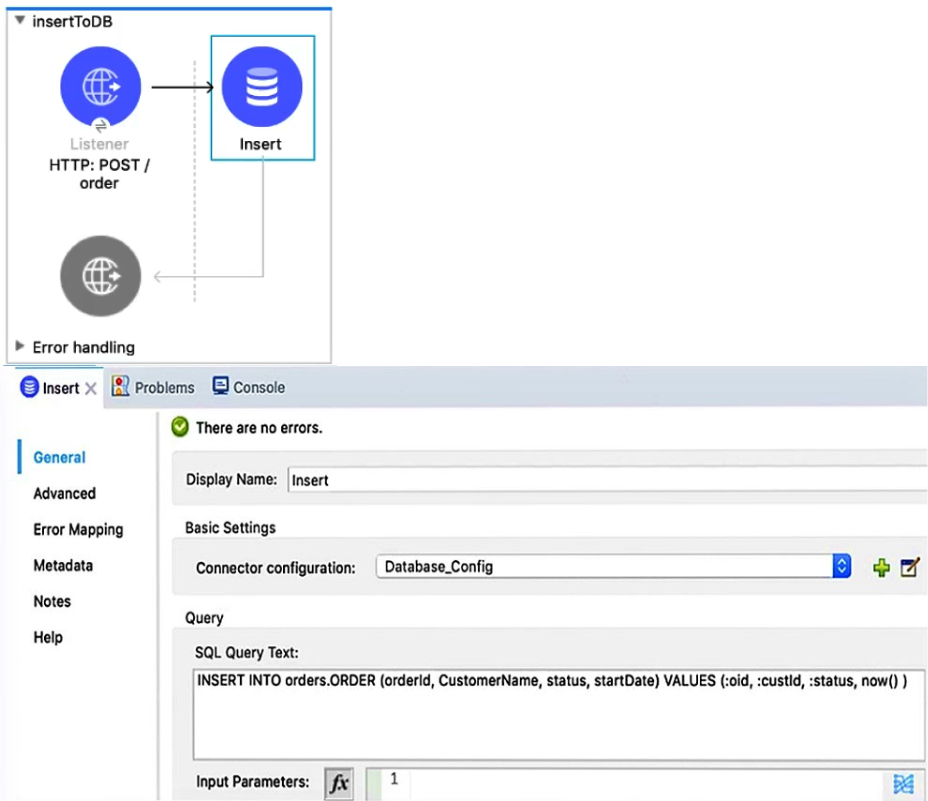 insertToDB
Listener
HTTP: POST /
order
Insert
Error handling
Insert
Problems
Console
General
Advanced
Error Mapping
Metadata
Notes
Help
There are no errors.
Display Name: Insert
Basic Settings
Connector configuration: Database_Config
Query
SQL Query Text:
INSERT INTO orders.ORDER (orderId, CustomerName, status, startDate) VALUES (:oid, :custId, :status, now() )
Input Parameters: fx 1